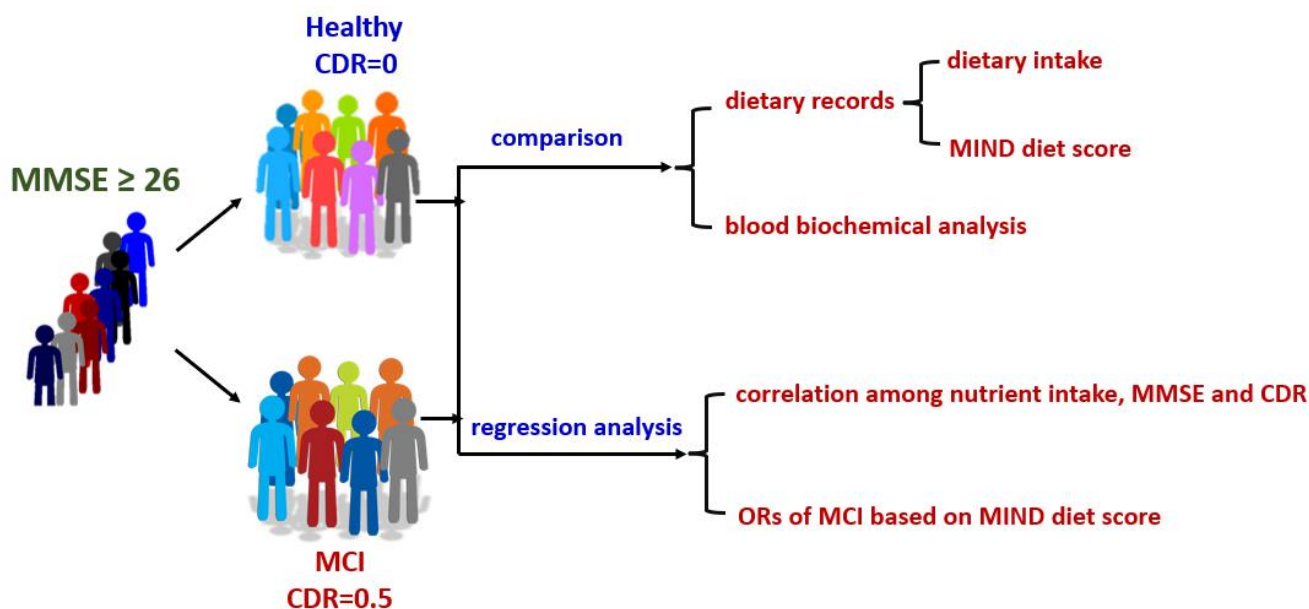 MMSE ≥ 26
Healthy
CDR=0
MCI
CDR=0.5
comparison
dietary records
dietary intake
MIND diet score
blood biochemical analysis
regression analysis
correlation among nutrient intake, MMSE and CDR
ORs of MCI based on MIND diet score